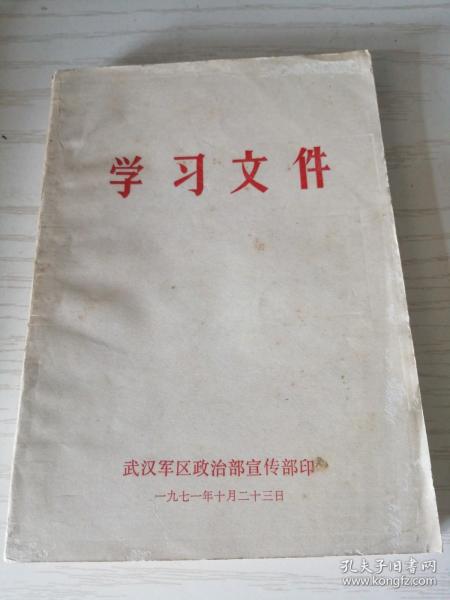 学习文件
武汉军区政治部宣传部印
一九七一年十月二十三日
孔夫子旧书网
www.kongfz.com